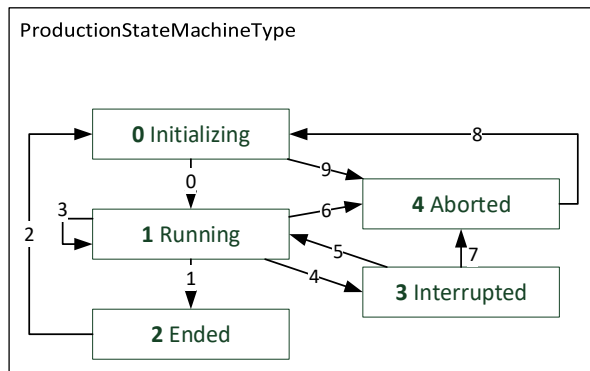 ProductionStateMachineType
0 Initializing
8
0
9
4 Aborted
3
6
1 Running
2
5
7
1
4
3 Interrupted
2 Ended